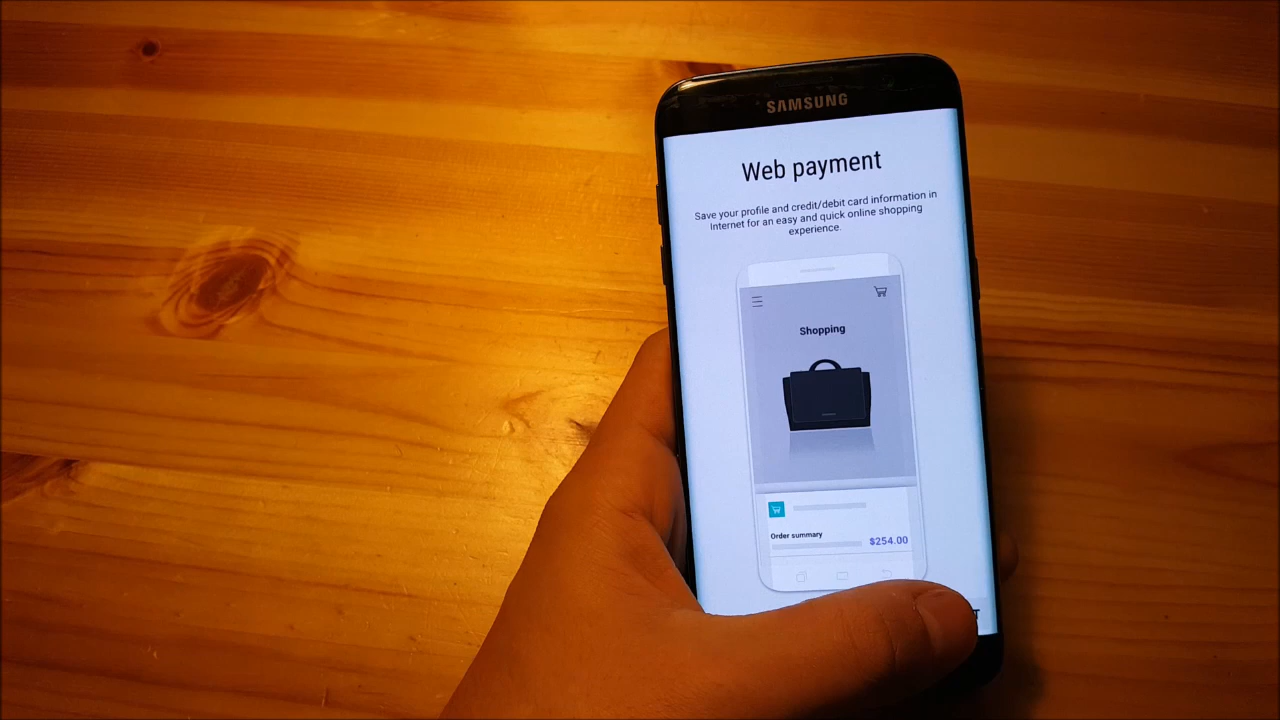 SAMSUNG
Web payment
Save your profile and credit/debit card information in
Internet for an easy and quick online shopping
experience.
Shopping
Order summary
$254.00